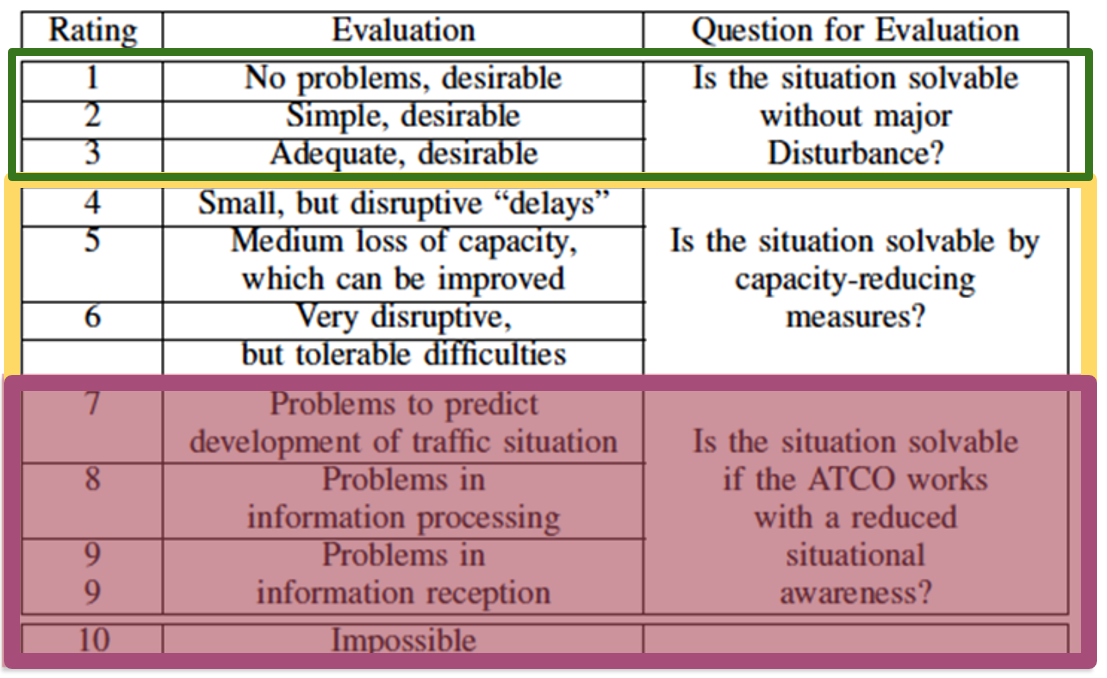 Rating Evaluation Question for Evaluation
1 No problems, desirable Is the situation solvable
2 Simple, desirable without major
3 Adequate, desirable Disturbance?
4 Small, but disruptive “delays”
5 Medium loss of capacity, Is the situation solvable by
which can be improved capacity-reducing
6 Very disruptive, measures?
but tolerable difficulties
7 Problems to predict
development of traffic situation Is the situation solvable
8 Problems in if the ATCO works
information processing with a reduced
9 Problems in situational
9 information reception awareness?
10 Impossible